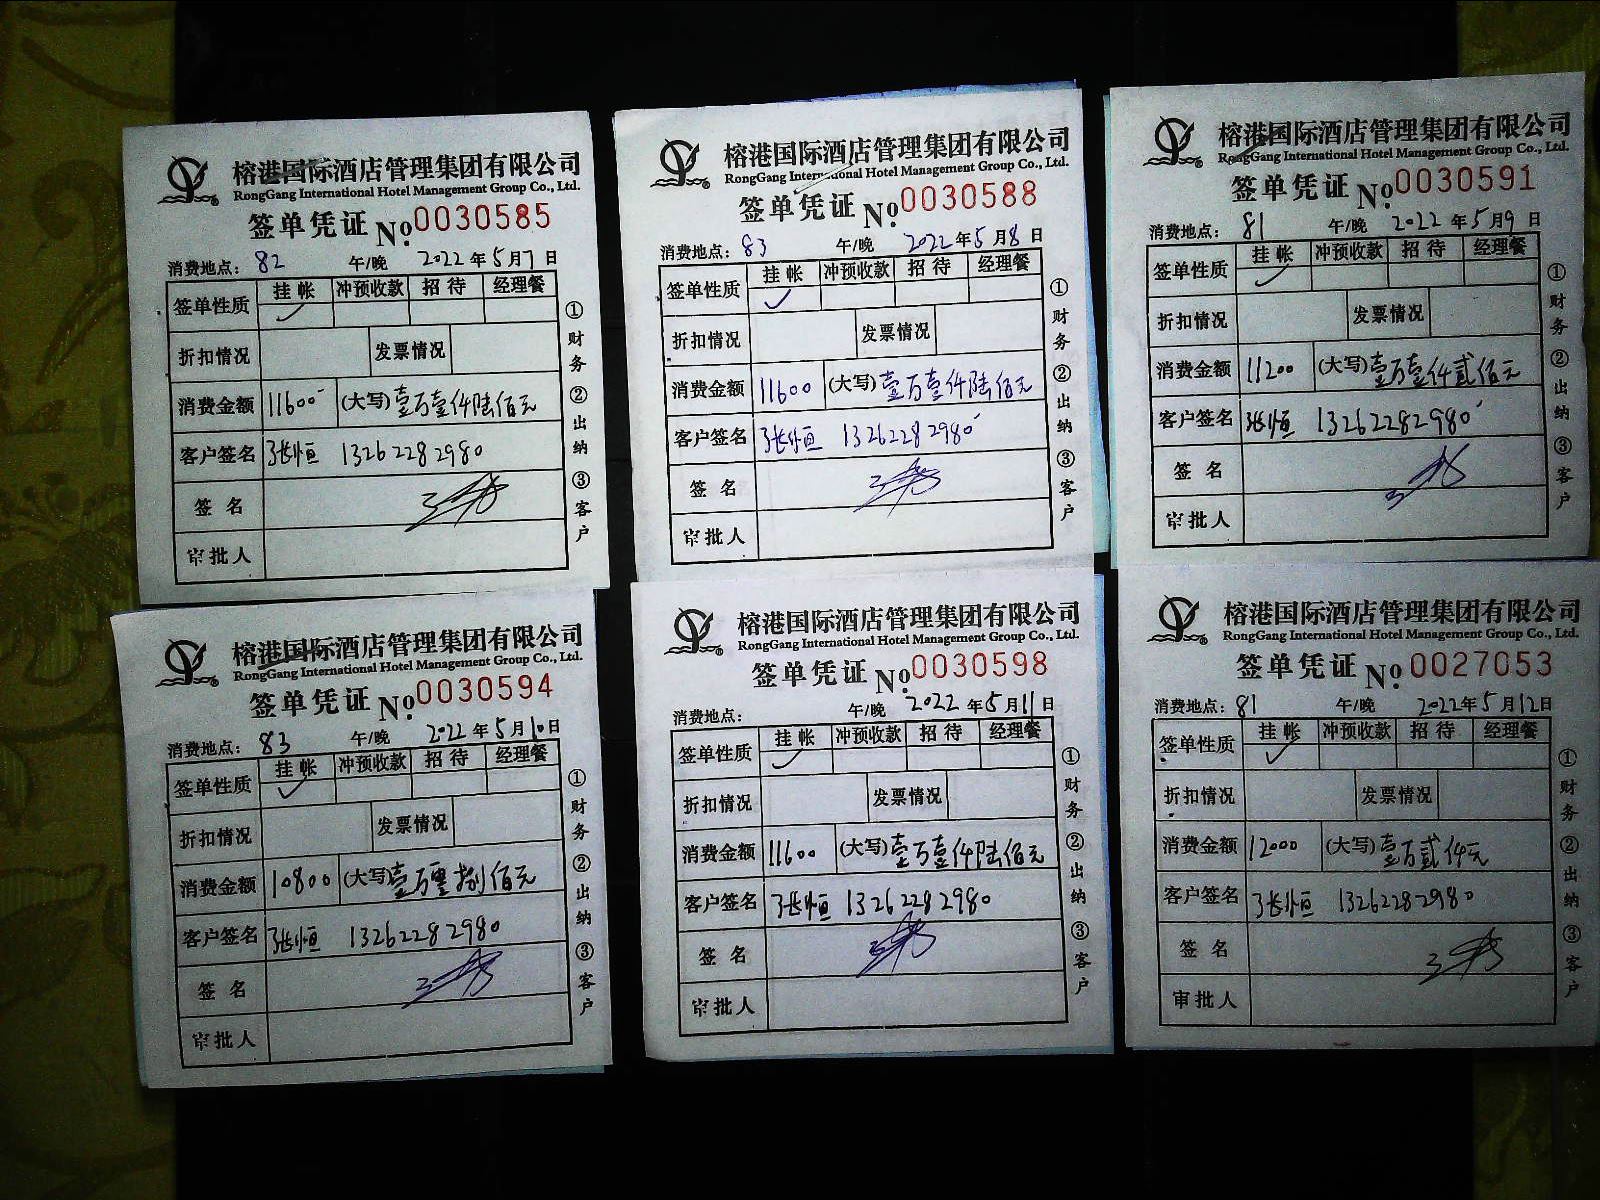 榕港国际酒店管理集团有限公司
RongGang International Hotel Management Group Co., Ltd.
签单凭证 No.0030585
消费地点：82 午/晚 2022年5月7日
签单性质 挂帐 冲预收款 招待 经理餐
✓
折扣情况 发票情况
消费金额 11600 (大写)壹万壹仟陆佰元
客户签名 张恒 13262282980
签名
审批人
①财务 ②出纳 ③客户
榕港国际酒店管理集团有限公司
RongGang International Hotel Management Group Co., Ltd.
签单凭证 No.0030588
消费地点：83 午/晚 2022年5月8日
签单性质 挂帐 冲预收款 招待 经理餐
✓
折扣情况 发票情况
消费金额 11600 (大写)壹万壹仟陆佰元
客户签名 张恒 13262282980
签名
审批人
①财务 ②出纳 ③客户
榕港国际酒店管理集团有限公司
RongGang International Hotel Management Group Co., Ltd.
签单凭证 No.0030591
消费地点：81 午/晚 2022年5月9日
签单性质 挂帐 冲预收款 招待 经理餐
✓
折扣情况 发票情况
消费金额 11200 (大写)壹万壹仟贰佰元
客户签名 张恒 13262282980
签名
审批人
①财务 ②出纳 ③客户
榕港国际酒店管理集团有限公司
RongGang International Hotel Management Group Co., Ltd.
签单凭证 No.0030594
消费地点：83 午/晚 2022年5月10日
签单性质 挂帐 冲预收款 招待 经理餐
✓
折扣情况 发票情况
消费金额 10800 (大写)壹万零捌佰元
客户签名 张恒 13262282980
签名
审批人
①财务 ②出纳 ③客户
榕港国际酒店管理集团有限公司
RongGang International Hotel Management Group Co., Ltd.
签单凭证 No.0030598
消费地点： 午/晚 2022年5月11日
签单性质 挂帐 冲预收款 招待 经理餐
✓
折扣情况 发票情况
消费金额 11600 (大写)壹万壹仟陆佰元
客户签名 张恒 13262282980
签名
审批人
①财务 ②出纳 ③客户
榕港国际酒店管理集团有限公司
RongGang International Hotel Management Group Co., Ltd.
签单凭证 No.0027053
消费地点：81 午/晚 2022年5月12日
签单性质 挂帐 冲预收款 招待 经理餐
✓
折扣情况 发票情况
消费金额 12000 (大写)壹万贰仟元
客户签名 张恒 13262282980
签名
审批人
①财务 ②出纳 ③客户